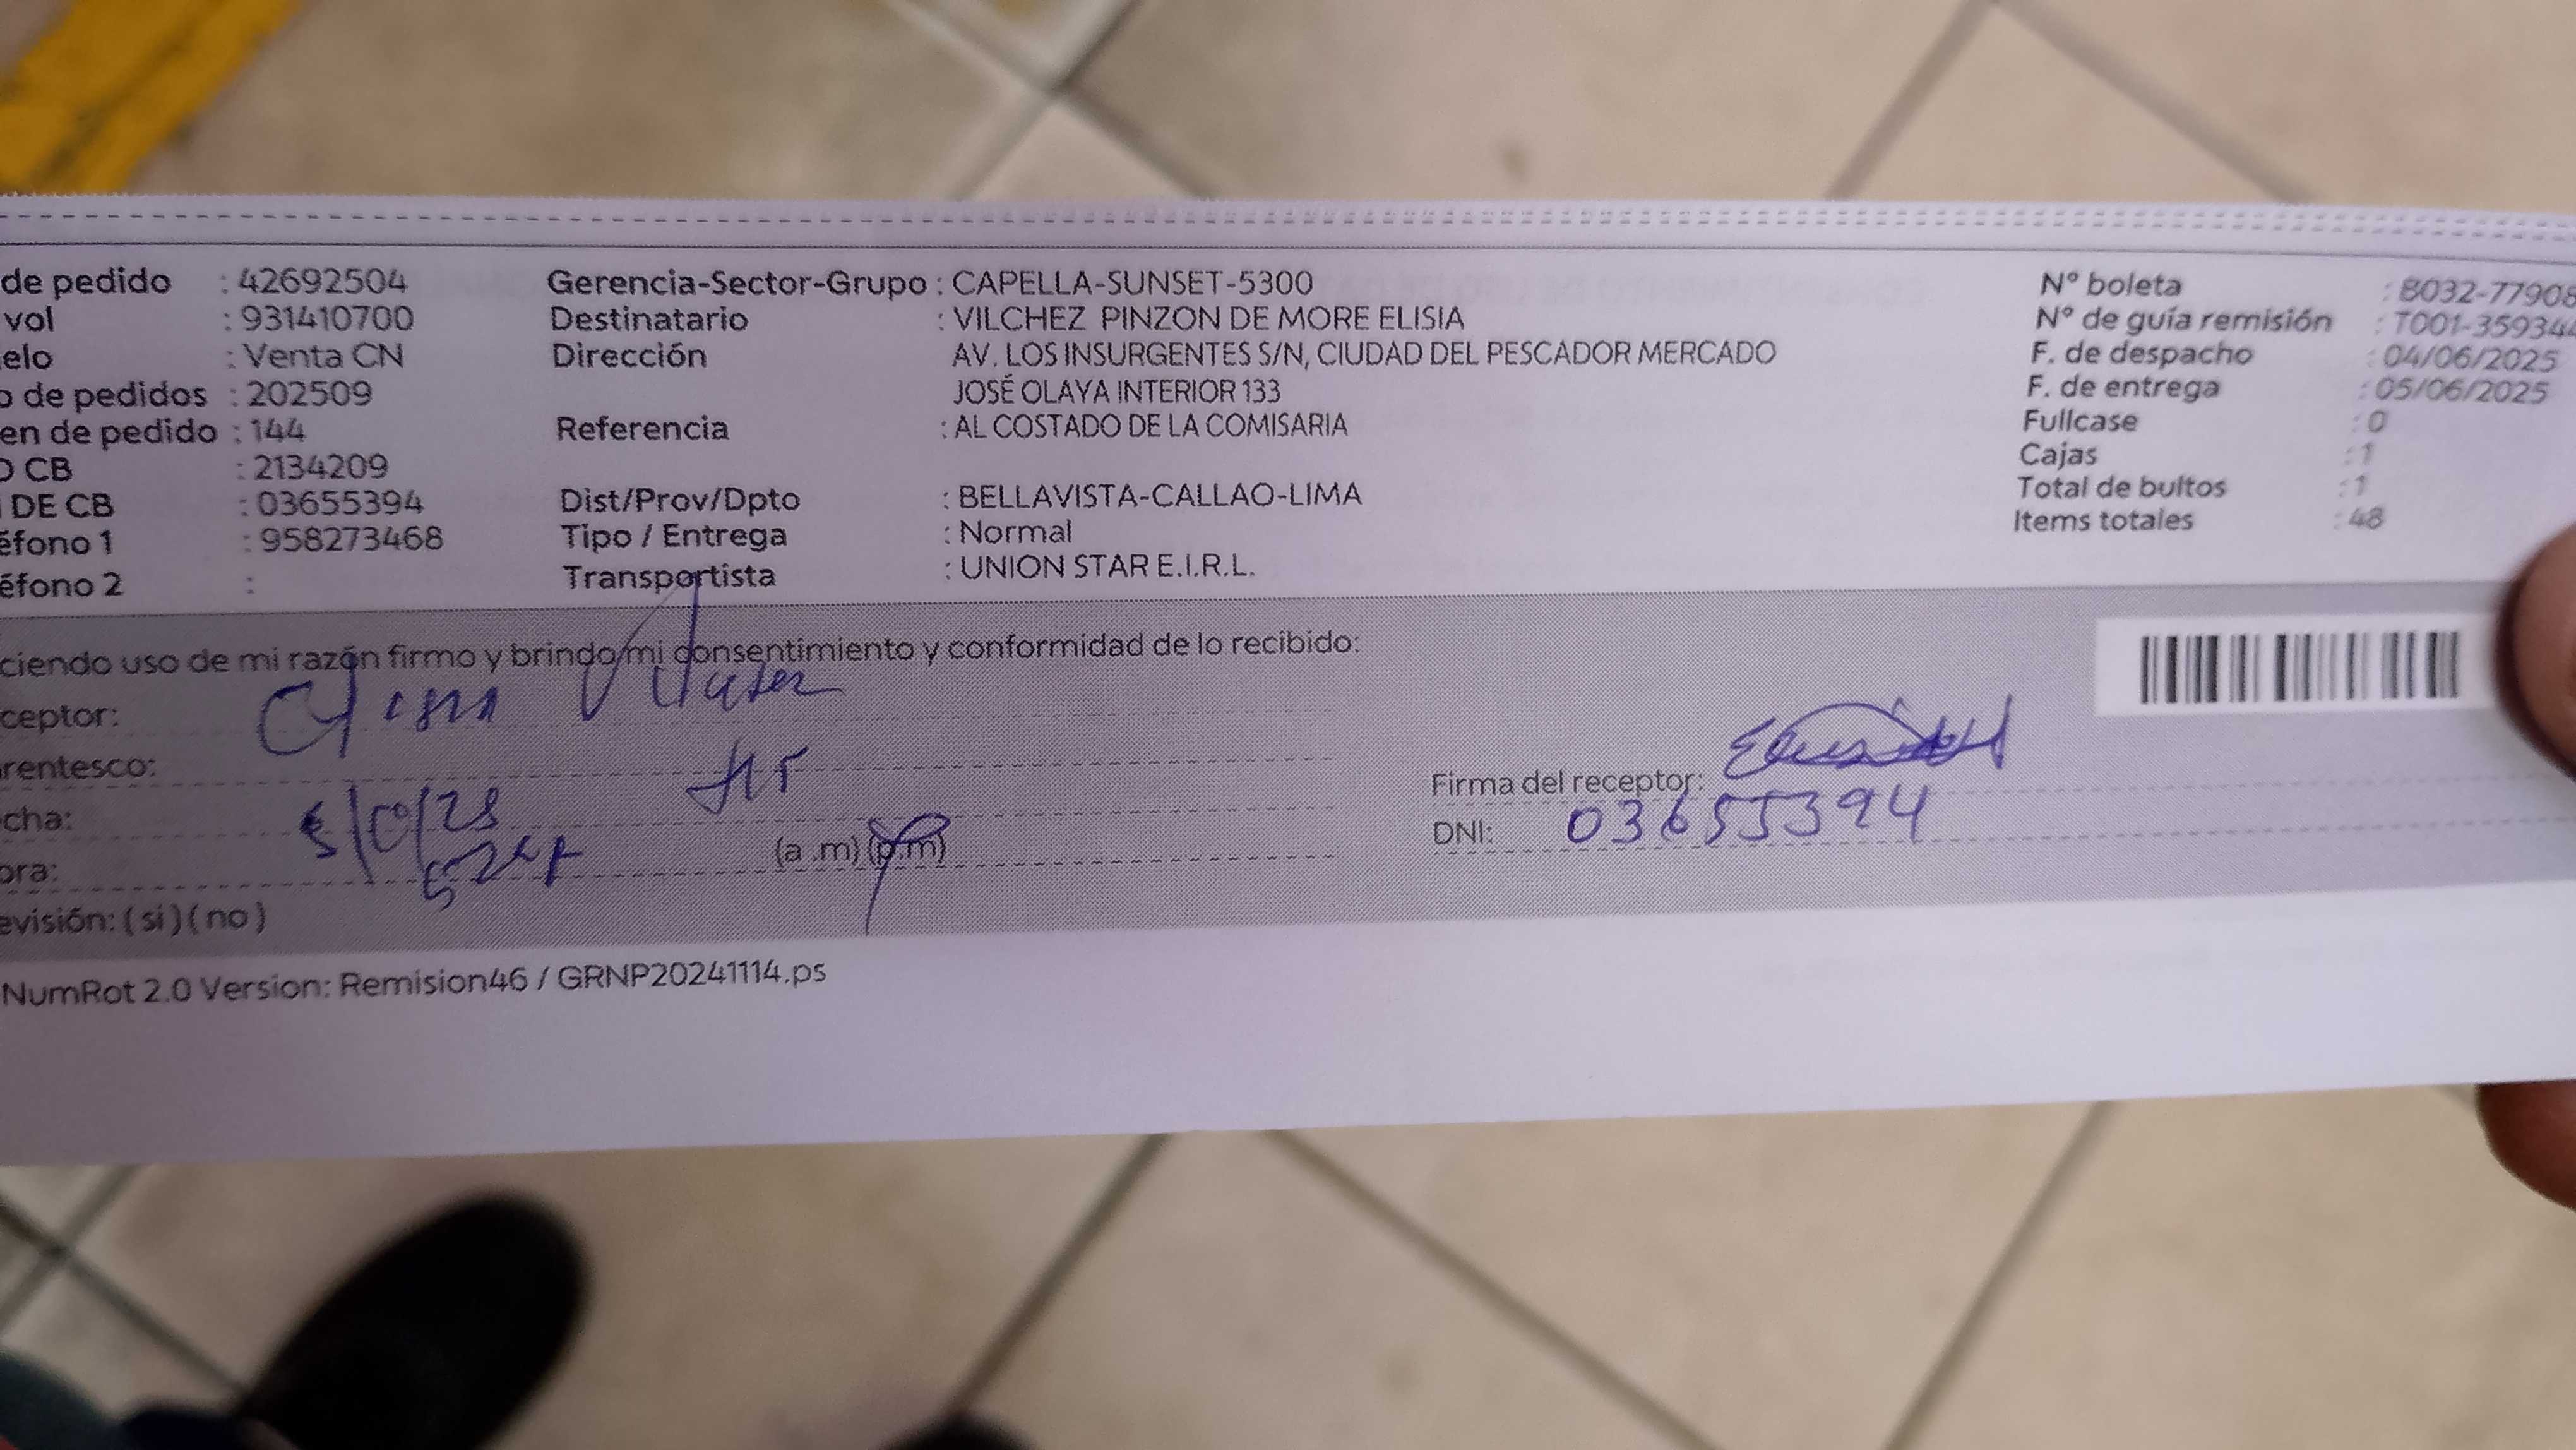 de pedido : 42692504
vol : 931410700
elo : Venta CN
o de pedidos : 202509
en de pedido : 144
O CB : 2134209
DE CB : 03655394
éfono 1 : 958273468
éfono 2 :
Gerencia-Sector-Grupo : CAPELLA-SUNSET-5300
Destinatario : VILCHEZ PINZON DE MORE ELISIA
Dirección AV. LOS INSURGENTES S/N, CIUDAD DEL PESCADOR MERCADO
JOSÉ OLAYA INTERIOR 133
Referencia : AL COSTADO DE LA COMISARIA
Dist/Prov/Dpto : BELLAVISTA-CALLAO-LIMA
Tipo / Entrega : Normal
Transportista : UNION STAR E.I.R.L.
Nº boleta : B032-77908
Nº de guía remisión : T001-35934
F. de despacho : 04/06/2025
F. de entrega : 05/06/2025
Fullcase : 0
Cajas : 1
Total de bultos : 1
Items totales : 48
ciendo uso de mi razón firmo y brindo mi consentimiento y conformidad de lo recibido:
ceptor:
rentesco:
cha:
ora: (a .m) (p.m)
evisión: ( si ) ( no )
Firma del receptor:
DNI: 03655394
NumRot 2.0 Version: Remision46 / GRNP20241114.ps